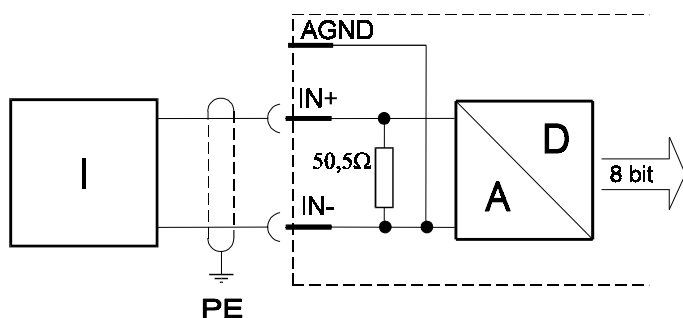 AGND
IN+
I
50,5Ω
D
8 bit
A
IN-
PE